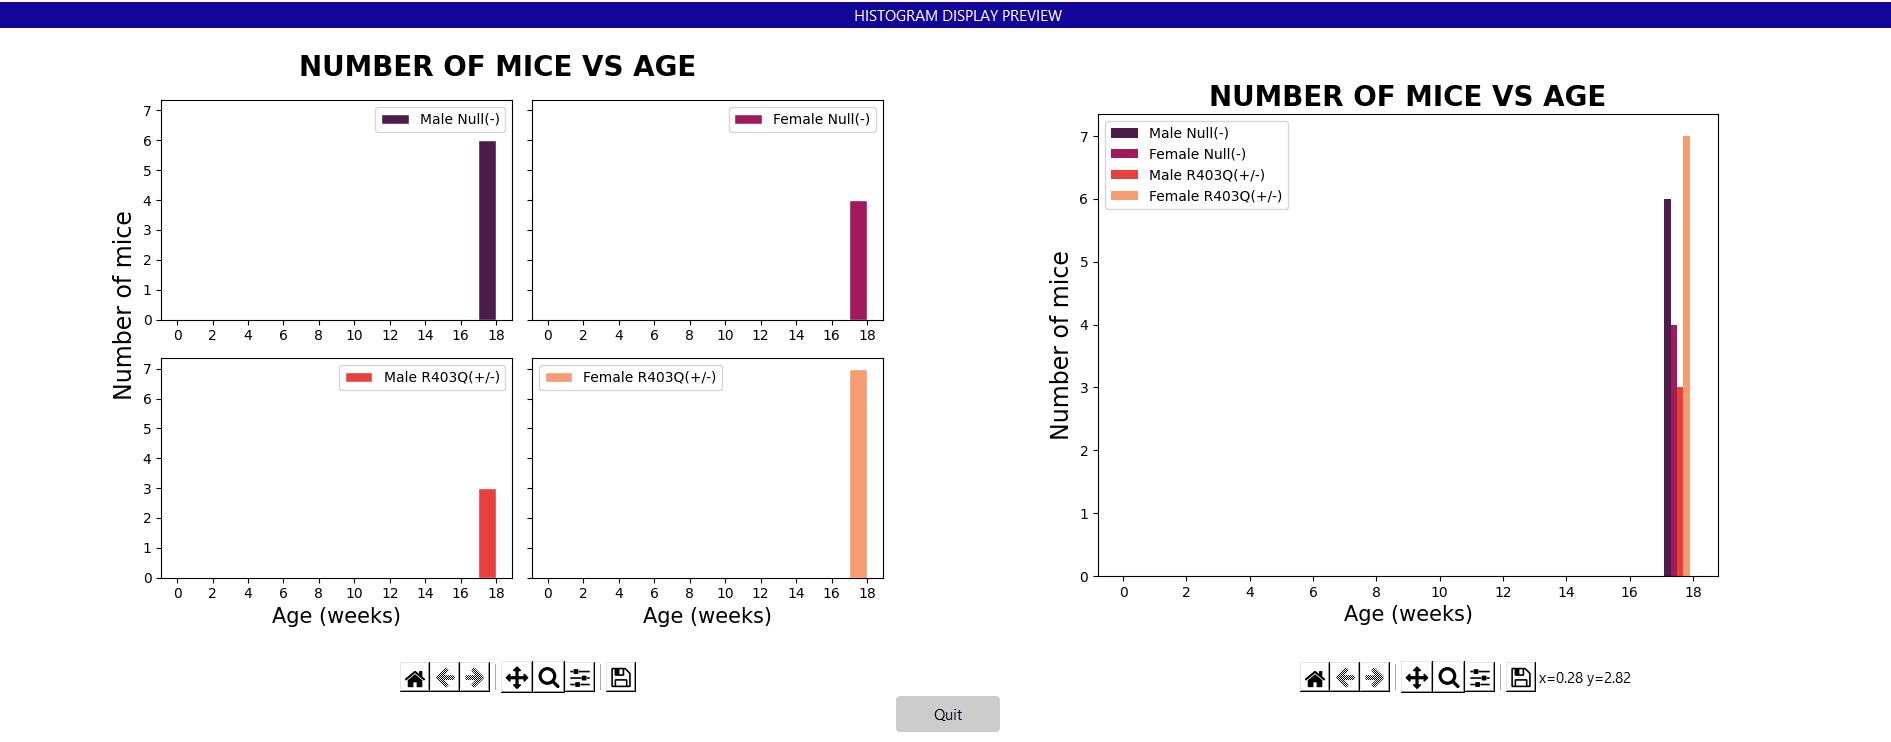 HISTOGRAM DISPLAY PREVIEW
NUMBER OF MICE VS AGE
Number of mice
7
6
5
4
3
2
1
0
Male Null(-)
0 2 4 6 8 10 12 14 16 18
Female Null(-)
0 2 4 6 8 10 12 14 16 18
7
6
5
4
3
2
1
0
Male R403Q(+/-)
0 2 4 6 8 10 12 14 16 18
Age (weeks)
Female R403Q(+/-)
0 2 4 6 8 10 12 14 16 18
Age (weeks)
NUMBER OF MICE VS AGE
Number of mice
7
6
5
4
3
2
1
0
Male Null(-)
Female Null(-)
Male R403Q(+/-)
Female R403Q(+/-)
0 2 4 6 8 10 12 14 16 18
Age (weeks)
x=0.28 y=2.82
Quit